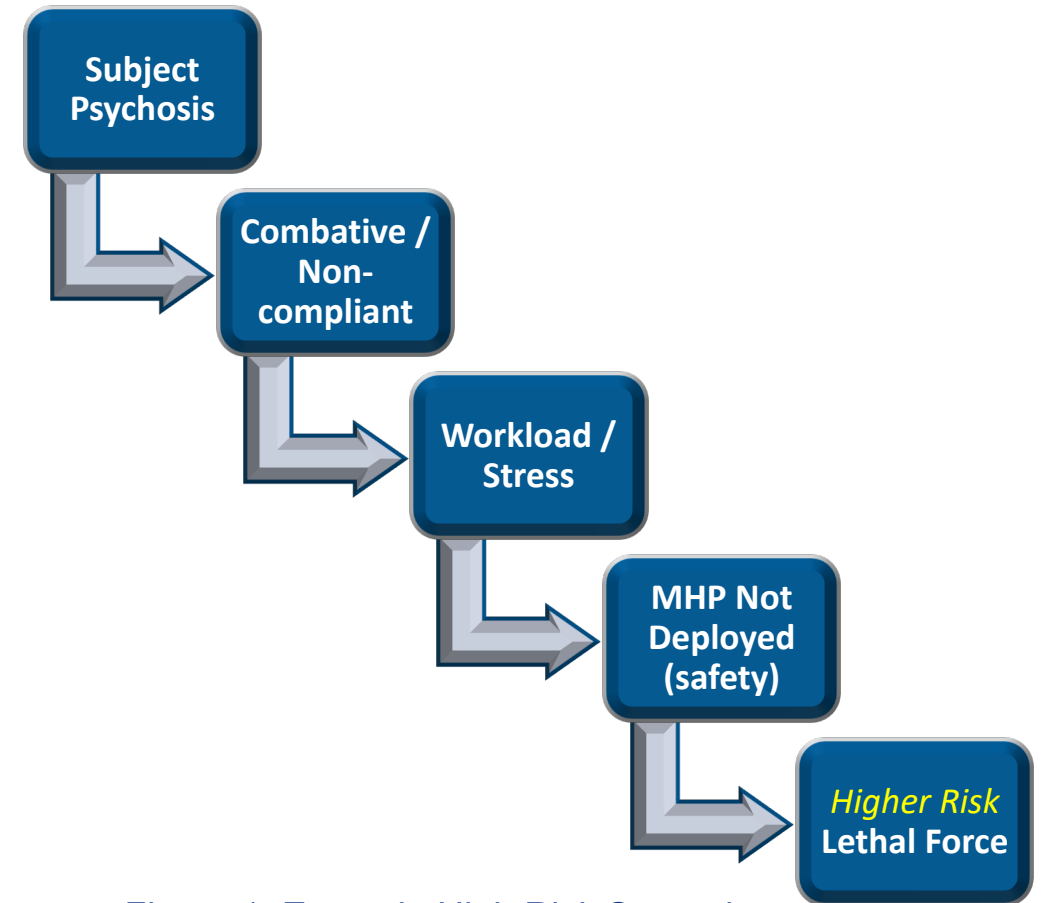 Subject
Psychosis
Combative /
Non-
compliant
Workload /
Stress
MHP Not
Deployed
(safety)
Higher Risk
Lethal Force